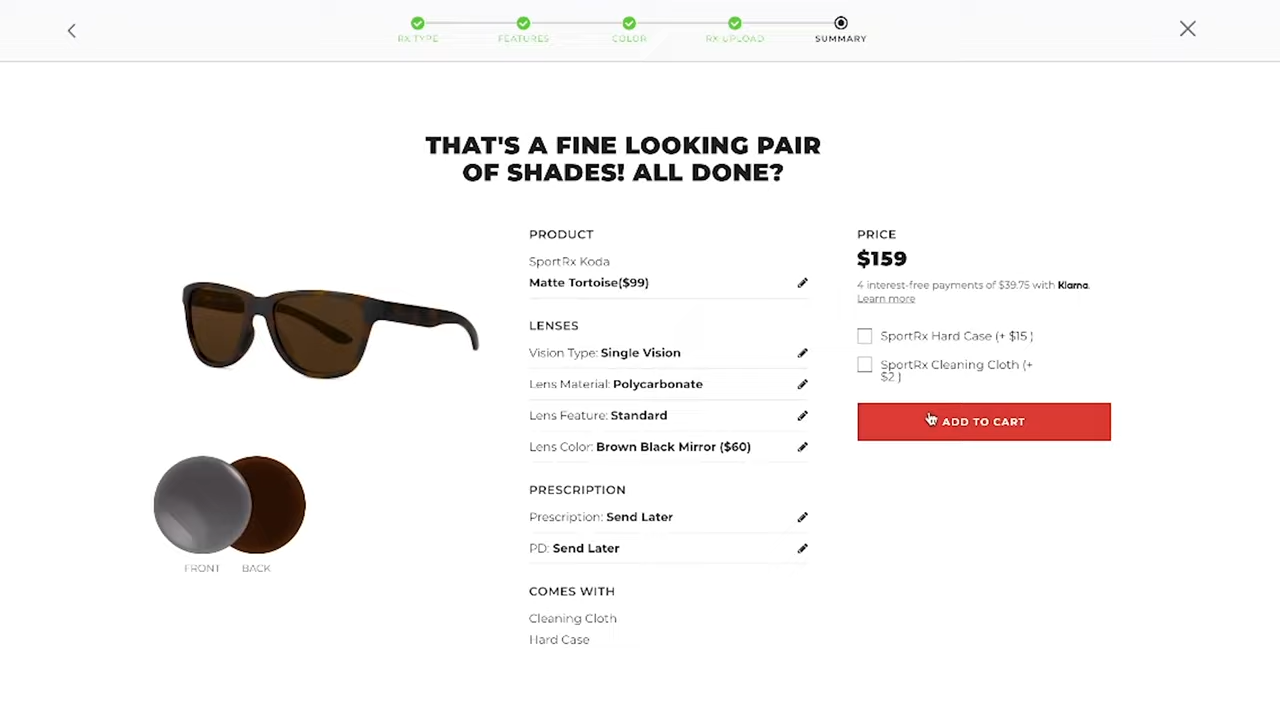 RX TYPE
FEATURES
COLOR
RX UPLOAD
SUMMARY
THAT'S A FINE LOOKING PAIR
OF SHADES! ALL DONE?
PRODUCT
SportRx Koda
Matte Tortoise($99)
LENSES
Vision Type: Single Vision
Lens Material: Polycarbonate
Lens Feature: Standard
Lens Color: Brown Black Mirror ($60)
PRESCRIPTION
Prescription: Send Later
PD: Send Later
COMES WITH
Cleaning Cloth
Hard Case
PRICE
$159
4 interest-free payments of $39.75 with Klarna.
Learn more
SportRx Hard Case (+ $15 )
SportRx Cleaning Cloth (+
$2 )
ADD TO CART
FRONT
BACK